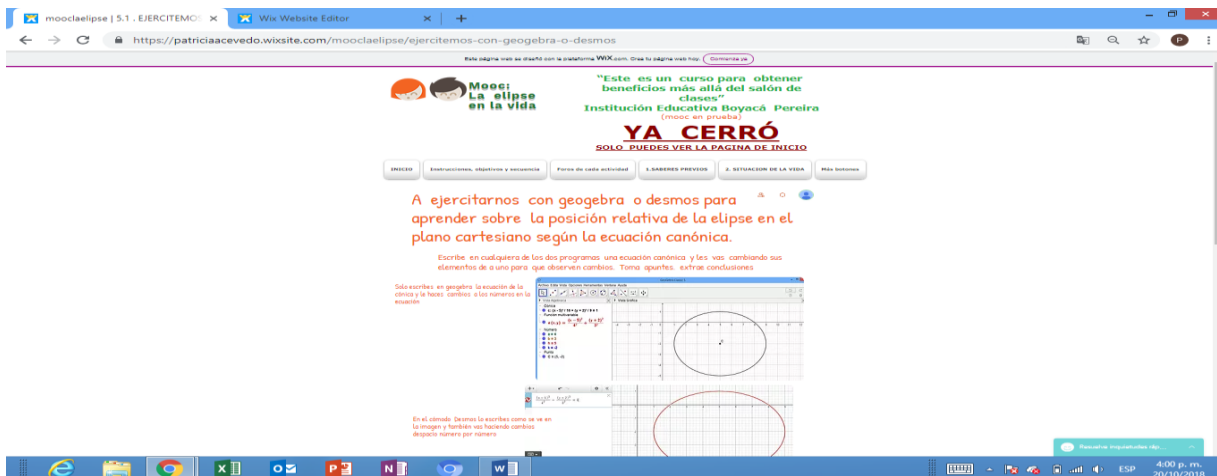 mooclaelipse | 5.1 . EJERCITEMOS
Wix Website Editor
https://patriciaacevedo.wixsite.com/mooclaelipse/ejercitemos-con-geogebra-o-desmos
Este página web se diseñó con la plataforma WiX.com. Crea tu página web hoy. Comienza ya
Mooc:
La elipse
en la vida
"Este es un curso para obtener
beneficios más allá del salón de
clases"
Institución Educativa Boyacá Pereira
(mooc en prueba)
YA CERRÓ
SOLO PUEDES VER LA PAGINA DE INICIO
INICIO
Instrucciones, objetivos y secuencia
Foros de cada actividad
1.SABERES PREVIOS
2. SITUACION DE LA VIDA
Más botones
A ejercitarnos con geogebra o desmos para
aprender sobre la posición relativa de la elipse en el
plano cartesiano según la ecuación canónica.
Escribe en cualquiera de los dos programas una ecuación canónica y les vas cambiando sus
elementos de a uno para que observen cambios. Toma apuntes. extrae conclusiones
Solo escribes en geogebra la ecuación de la
cónica y le haces cambios a los números en la
ecuación
En el cómodo Desmos la escribes como se ve en
la imagen y también vas haciendo cambios
despacio número por número
Resuelve inquietudes ráp...
ESP
4:00 p. m.
20/10/2018